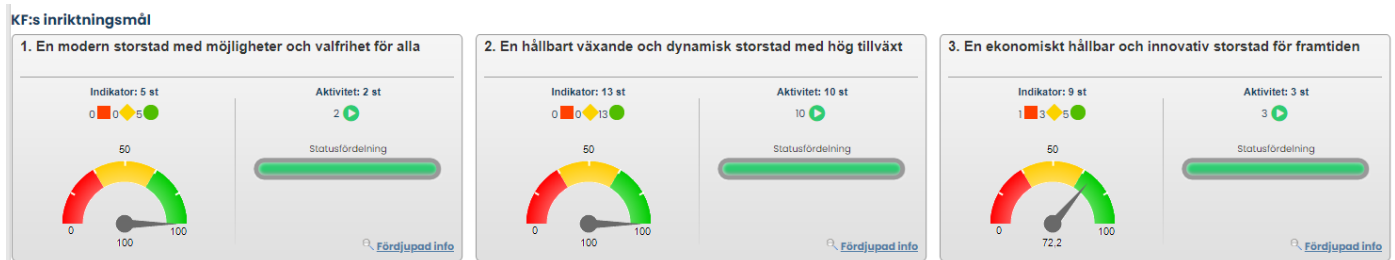 KF:s inriktningsmål
1. En modern storstad med möjligheter och valfrihet för alla
Indikator: 5 st
Aktivitet: 2 st
0 0 5
2
Statusfördelning
50
0
100
100
Fördjupad info
2. En hållbart växande och dynamisk storstad med hög tillväxt
Indikator: 13 st
Aktivitet: 10 st
0 0 13
10
Statusfördelning
50
0
100
100
Fördjupad info
3. En ekonomiskt hållbar och innovativ storstad för framtiden
Indikator: 9 st
Aktivitet: 3 st
1 3 5
3
Statusfördelning
50
0
100
72,2
Fördjupad info